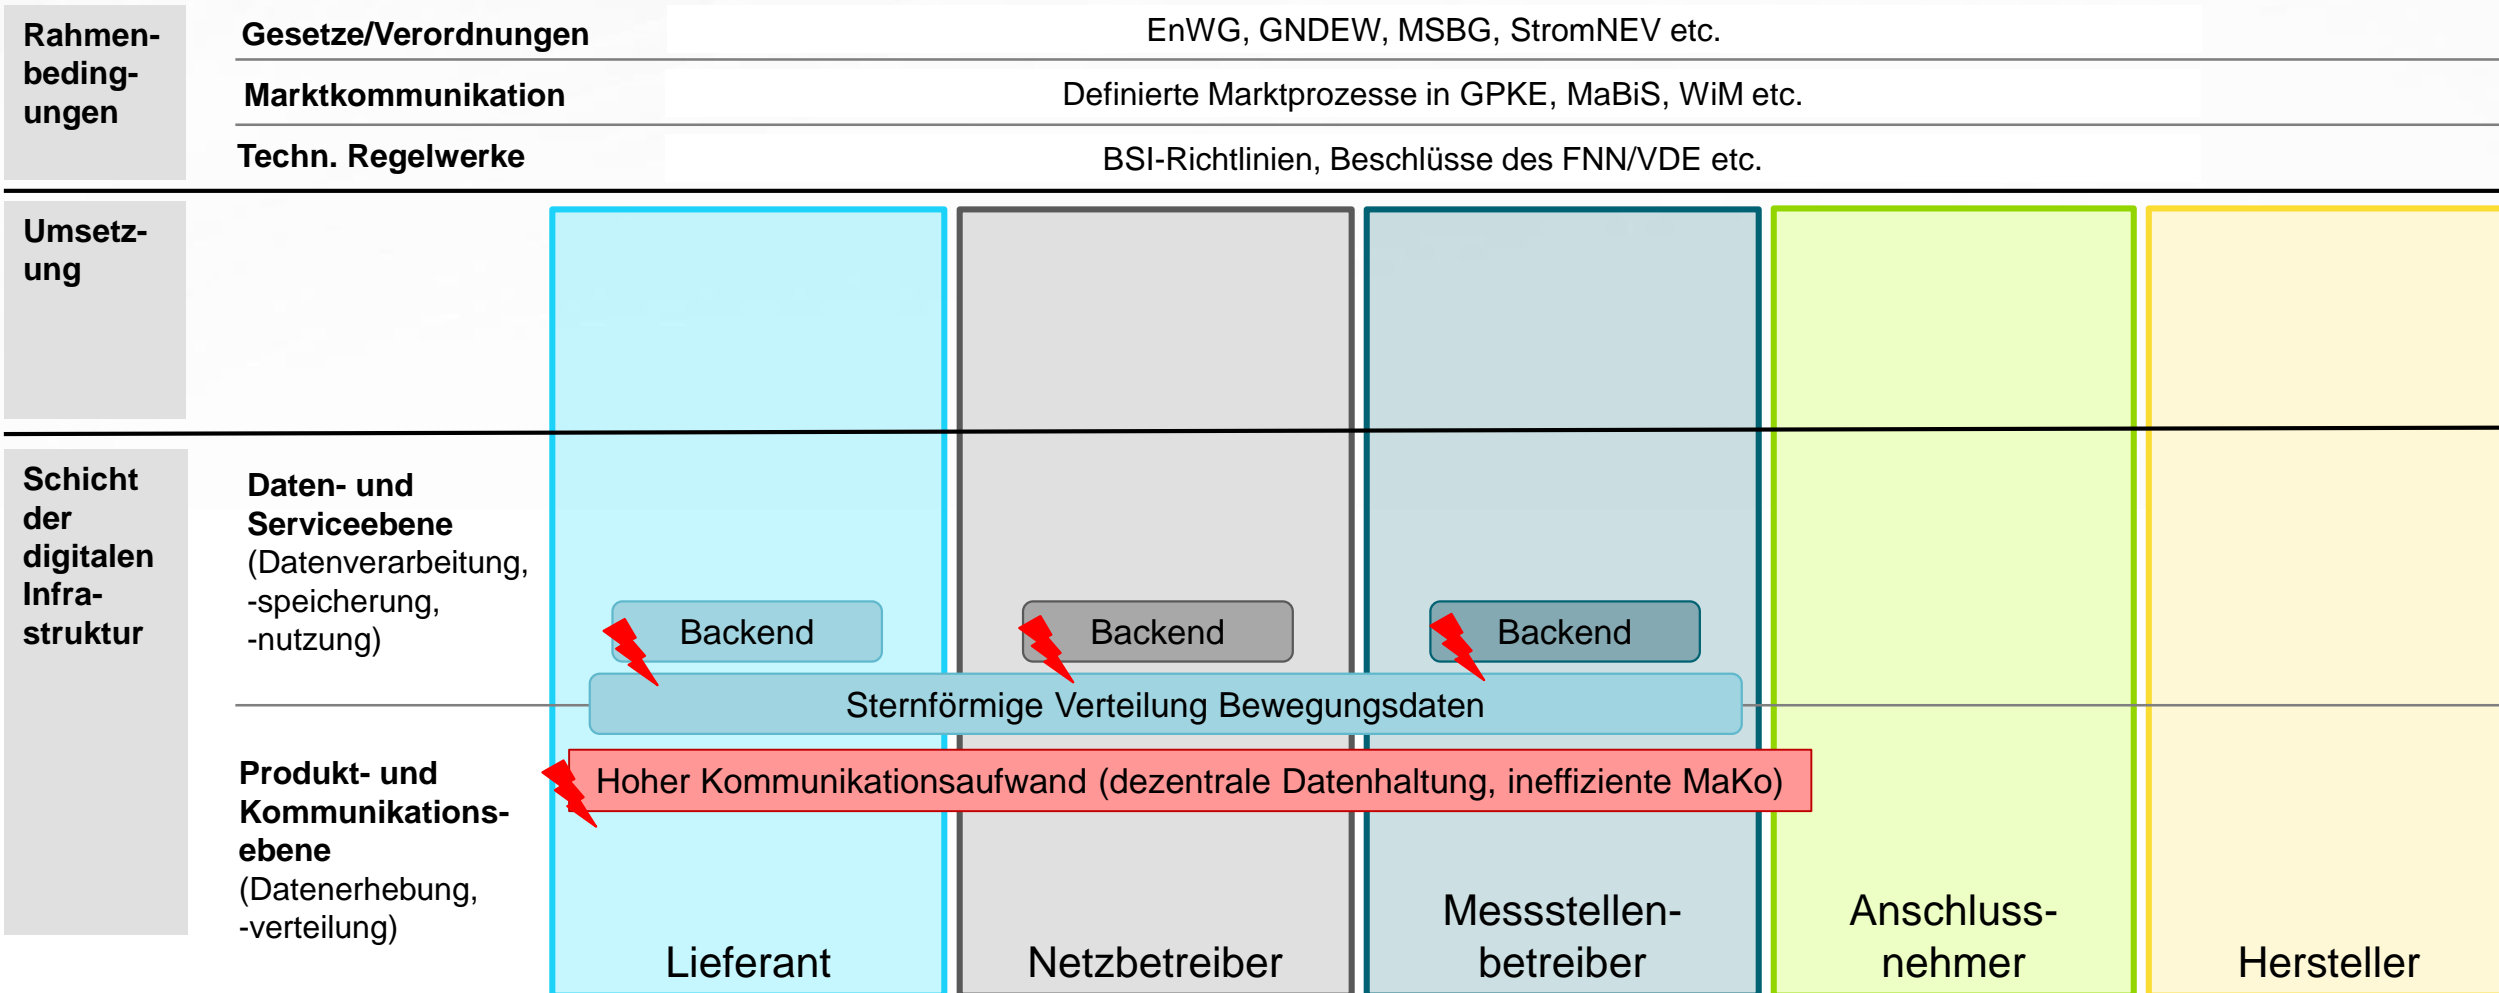 Rahmen-
beding-
ungen
Gesetze/Verordnungen
EnWG, GNDEW, MSBG, StromNEV etc.
Marktkommunikation
Definierte Marktprozesse in GPKE, MaBiS, WiM etc.
Techn. Regelwerke
BSI-Richtlinien, Beschlüsse des FNN/VDE etc.
Umsetz-
ung
Schicht
der
digitalen
Infra-
struktur
Daten- und
Serviceebene
(Datenverarbeitung,
-speicherung,
-nutzung)
Backend
Backend
Backend
Sternförmige Verteilung Bewegungsdaten
Hoher Kommunikationsaufwand (dezentrale Datenhaltung, ineffiziente MaKo)
Produkt- und
Kommunikations-
ebene
(Datenerhebung,
-verteilung)
Lieferant
Netzbetreiber
Messstellen-
betreiber
Anschluss-
nehmer
Hersteller